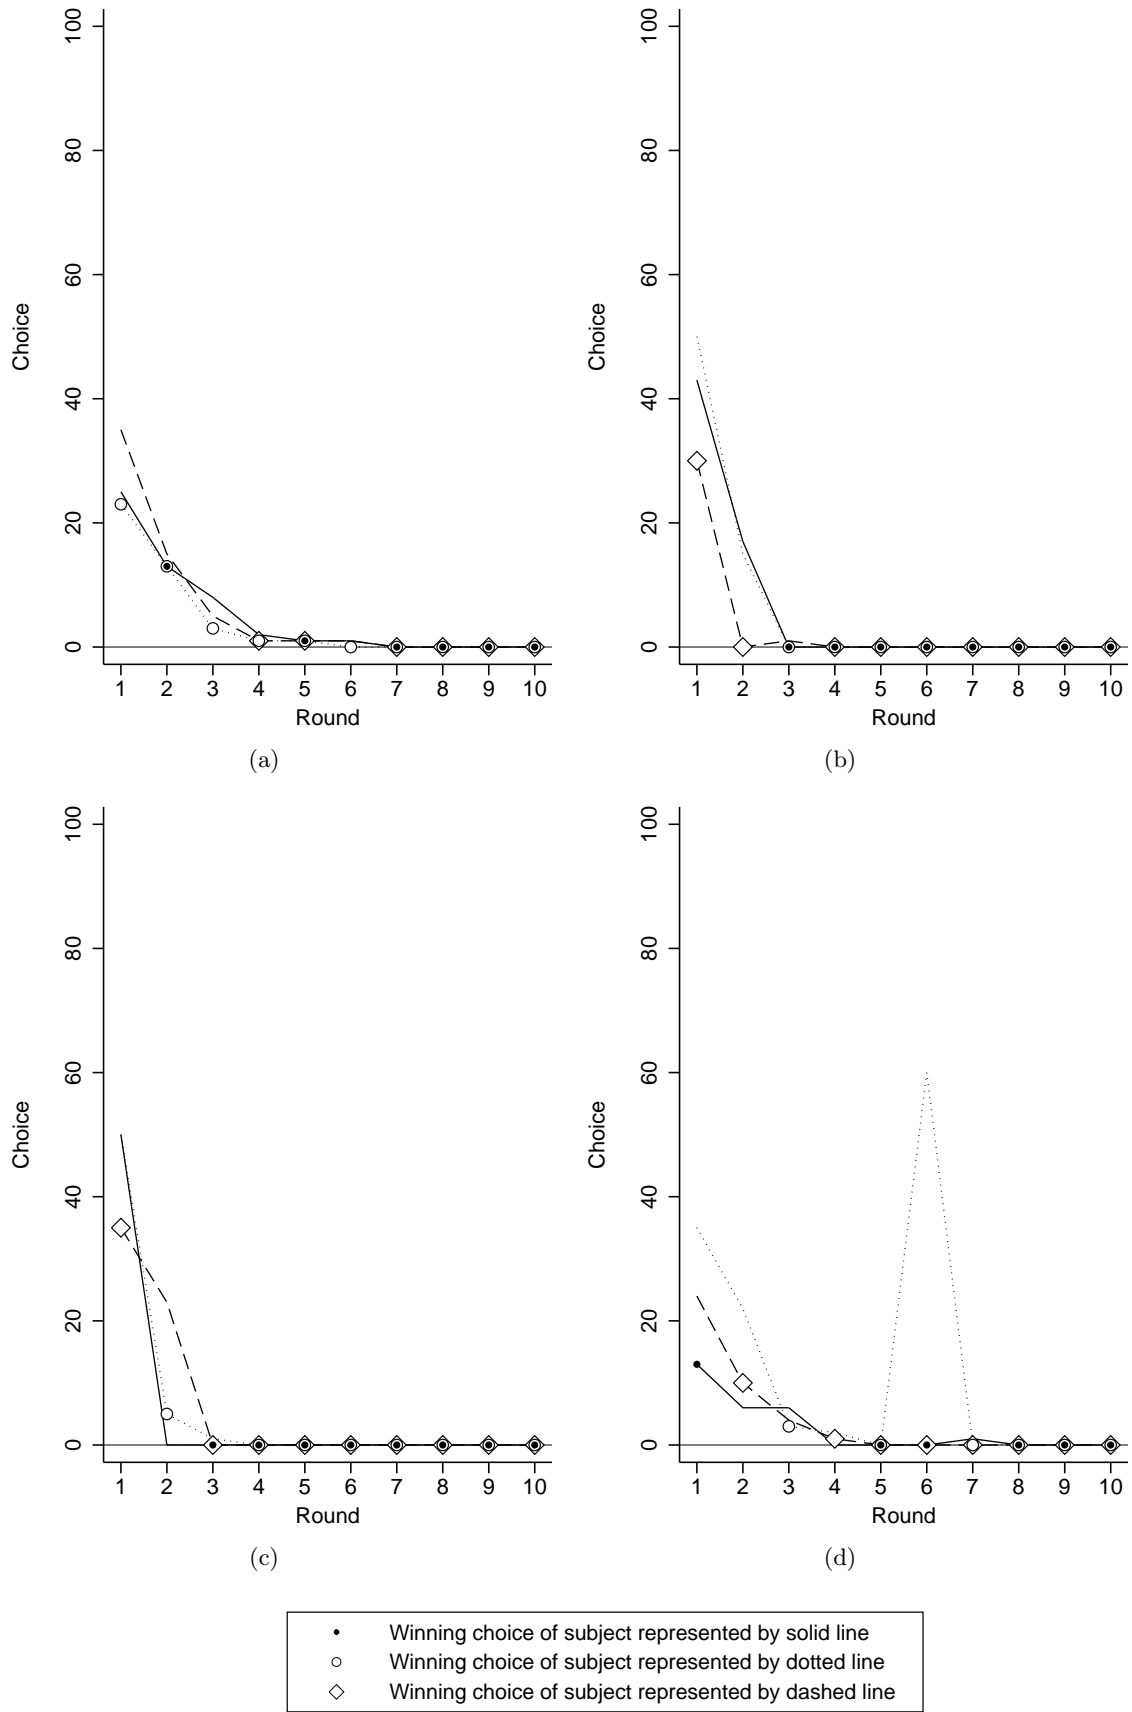 100
80
60
40
20
0
Choice
1 2 3 4 5 6 7 8 9 10
Round
(a)
100
80
60
40
20
0
Choice
1 2 3 4 5 6 7 8 9 10
Round
(b)
100
80
60
40
20
0
Choice
1 2 3 4 5 6 7 8 9 10
Round
(c)
100
80
60
40
20
0
Choice
1 2 3 4 5 6 7 8 9 10
Round
(d)
Winning choice of subject represented by solid line
Winning choice of subject represented by dotted line
Winning choice of subject represented by dashed line